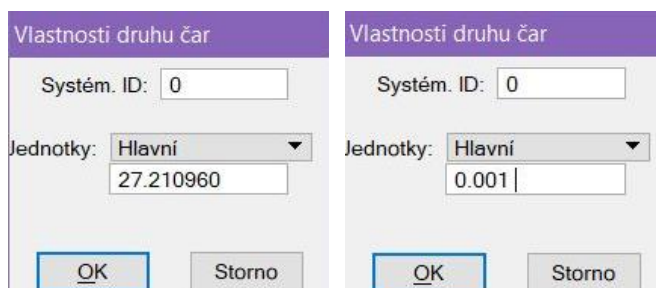 Vlastnosti druhu čar
Systém. ID: 0
Jednotky: Hlavní
27.210960
OK Storno
Vlastnosti druhu čar
Systém. ID: 0
Jednotky: Hlavní
0.001
OK Storno